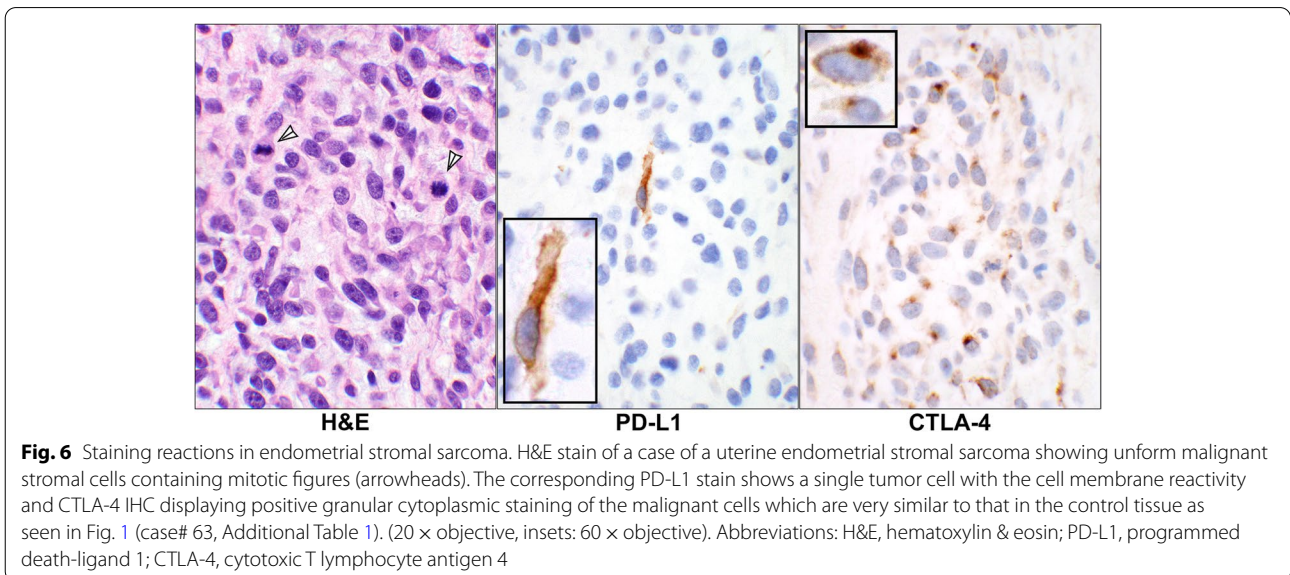 H&E PD-L1 CTLA-4
Fig. 6 Staining reactions in endometrial stromal sarcoma. H&E stain of a case of a uterine endometrial stromal sarcoma showing unform malignant
stromal cells containing mitotic figures (arrowheads). The corresponding PD-L1 stain shows a single tumor cell with the cell membrane reactivity
and CTLA-4 IHC displaying positive granular cytoplasmic staining of the malignant cells which are very similar to that in the control tissue as
seen in Fig. 1 (case# 63, Additional Table 1). (20 × objective, insets: 60 × objective). Abbreviations: H&E, hematoxylin & eosin; PD-L1, programmed
death-ligand 1; CTLA-4, cytotoxic T lymphocyte antigen 4